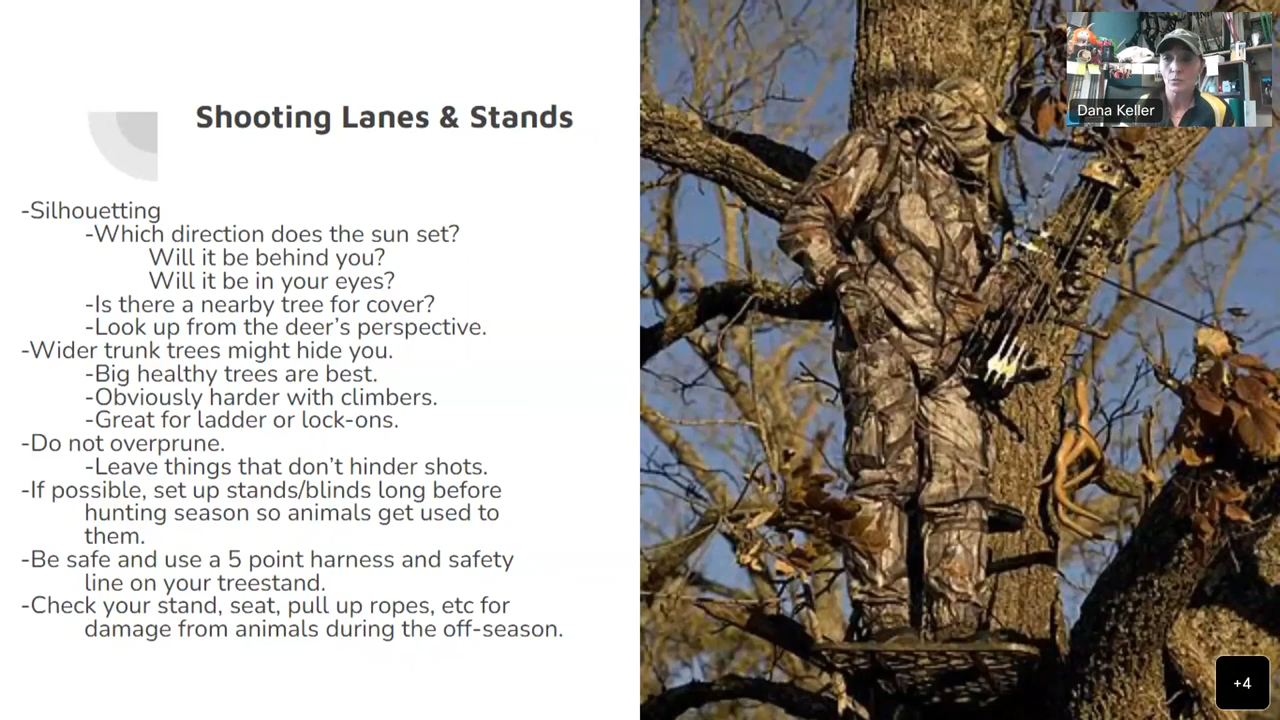 Shooting Lanes & Stands
-Silhouetting
-Which direction does the sun set?
Will it be behind you?
Will it be in your eyes?
-Is there a nearby tree for cover?
-Look up from the deer’s perspective.
-Wider trunk trees might hide you.
-Big healthy trees are best.
-Obviously harder with climbers.
-Great for ladder or lock-ons.
-Do not overprune.
-Leave things that don’t hinder shots.
-If possible, set up stands/blinds long before
hunting season so animals get used to
them.
-Be safe and use a 5 point harness and safety
line on your treestand.
-Check your stand, seat, pull up ropes, etc for
damage from animals during the off-season.
Dana Keller
+4